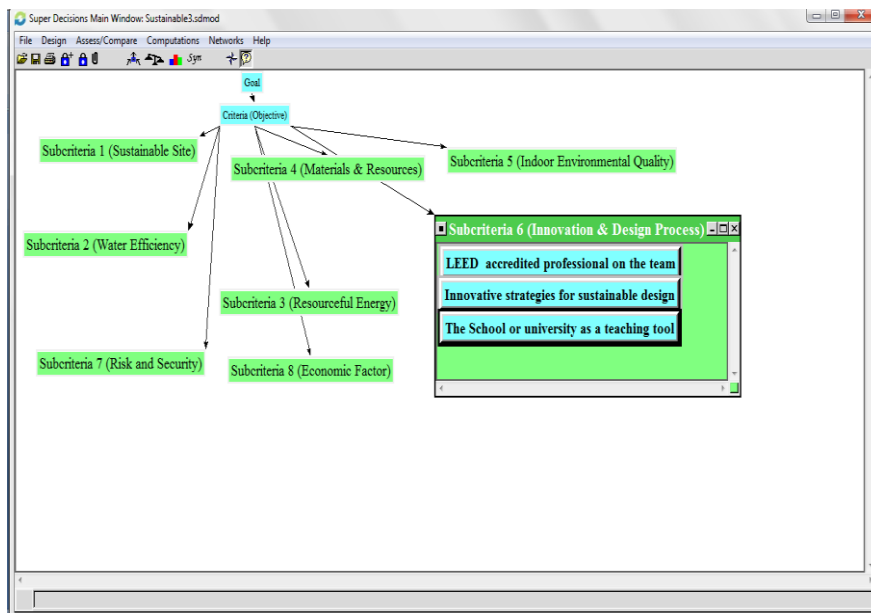 Super Decisions Main Window: Sustainable3.sdmod
File Design Assess/Compare Computations Networks Help
Syn
Goal
Criteria (Objective)
Subcriteria 1 (Sustainable Site)
Subcriteria 4 (Materials & Resources)
Subcriteria 5 (Indoor Environmental Quality)
Subcriteria 2 (Water Efficiency)
Subcriteria 6 (Innovation & Design Process)
LEED accredited professional on the team
Innovative strategies for sustainable design
The School or university as a teaching tool
Subcriteria 3 (Resourceful Energy)
Subcriteria 7 (Risk and Security)
Subcriteria 8 (Economic Factor)